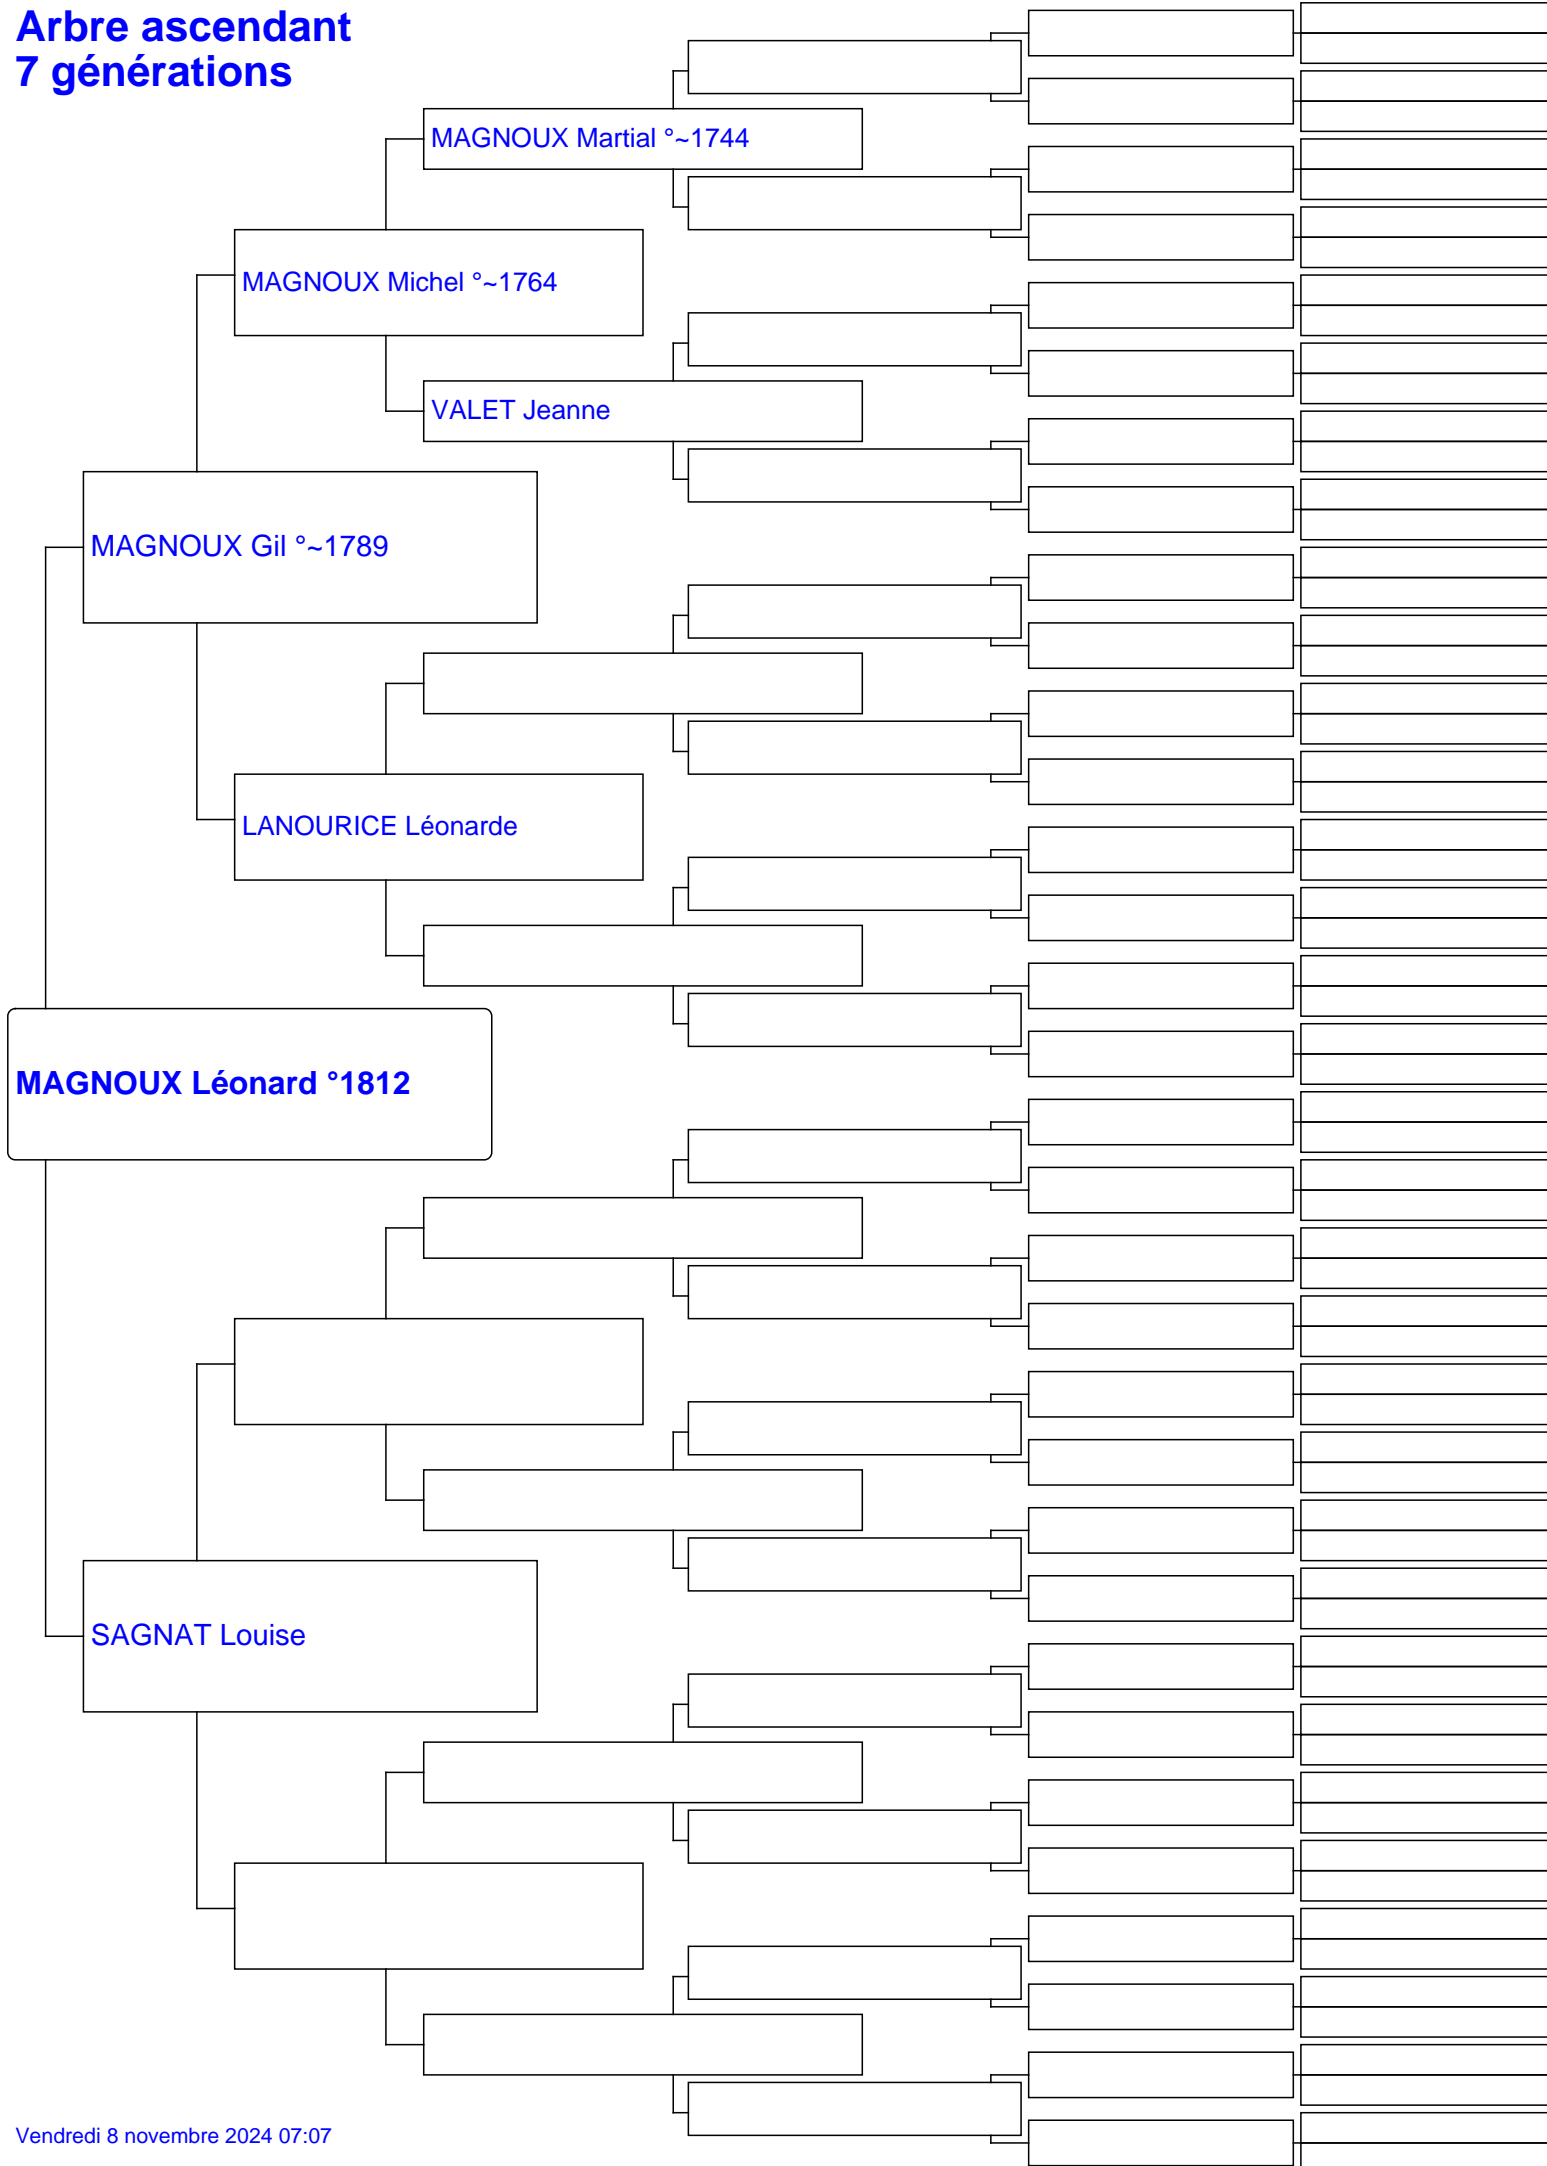 Arbre ascendant
7 générations
MAGNOUX Martial °~1744
MAGNOUX Michel °~1764
VALET Jeanne
MAGNOUX Gil °~1789
LANOURICE Léonarde
MAGNOUX Léonard °1812
SAGNAT Louise
Vendredi 8 novembre 2024 07:07